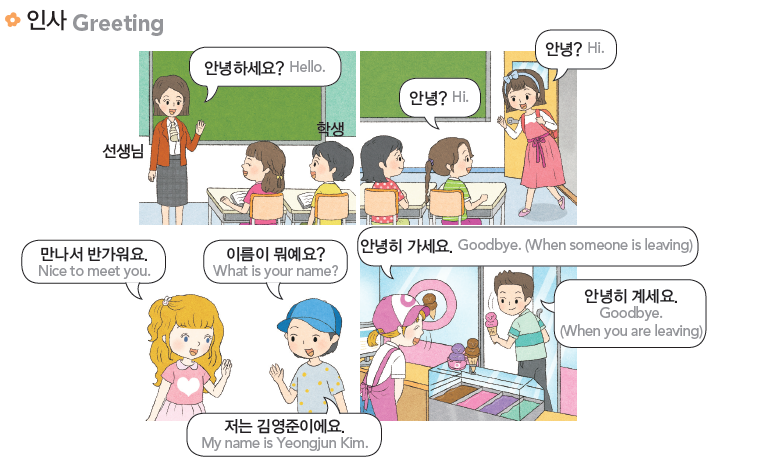 인사 Greeting
안녕하세요? Hello.
선생님
학생
안녕? Hi.
안녕? Hi.
만나서 반가워요.
Nice to meet you.
이름이 뭐예요?
What is your name?
저는 김영준이에요.
My name is Yeongjun Kim.
안녕히 가세요. Goodbye. (When someone is leaving)
안녕히 계세요.
Goodbye.
(When you are leaving)